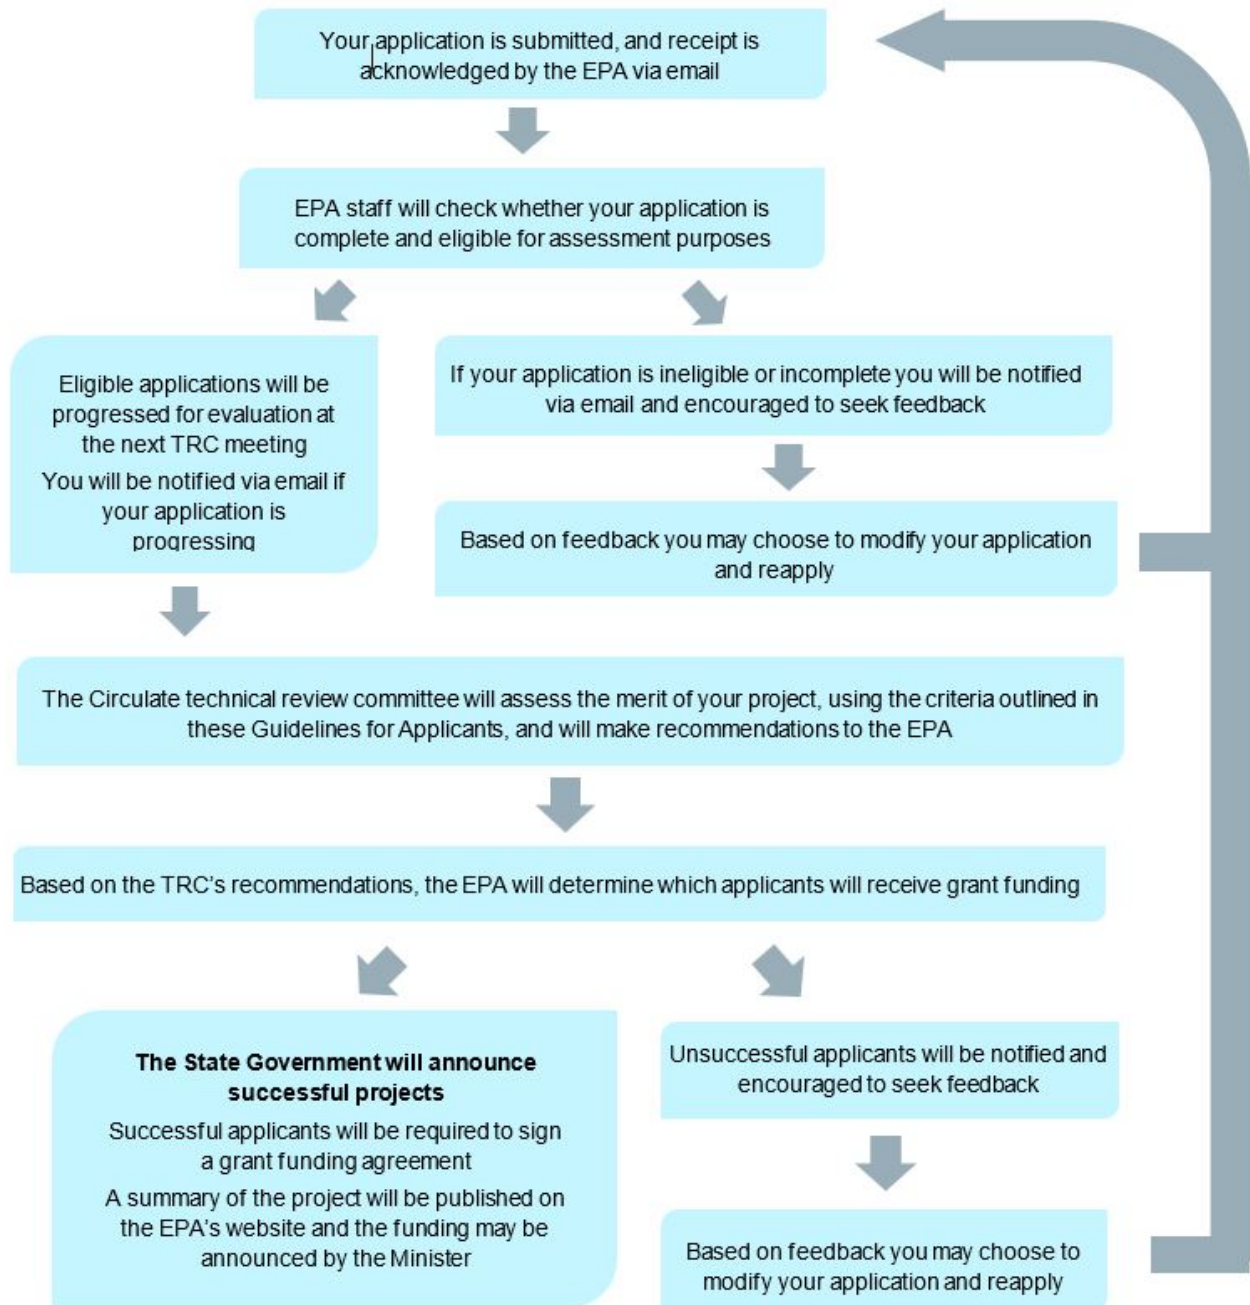 Your application is submitted, and receipt is
acknowledged by the EPA via email
EPA staff will check whether your application is
complete and eligible for assessment purposes
Eligible applications will be
progressed for evaluation at
the next TRC meeting
You will be notified via email if
your application is
progressing
If your application is ineligible or incomplete you will be notified
via email and encouraged to seek feedback
Based on feedback you may choose to modify your application
and reapply
The Circulate technical review committee will assess the merit of your project, using the criteria outlined in
these Guidelines for Applicants, and will make recommendations to the EPA
Based on the TRC's recommendations, the EPA will determine which applicants will receive grant funding
The State Government will announce
successful projects
Successful applicants will be required to sign
a grant funding agreement
A summary of the project will be published on
the EPA's website and the funding may be
announced by the Minister
Unsuccessful applicants will be notified and
encouraged to seek feedback
Based on feedback you may choose to
modify your application and reapply